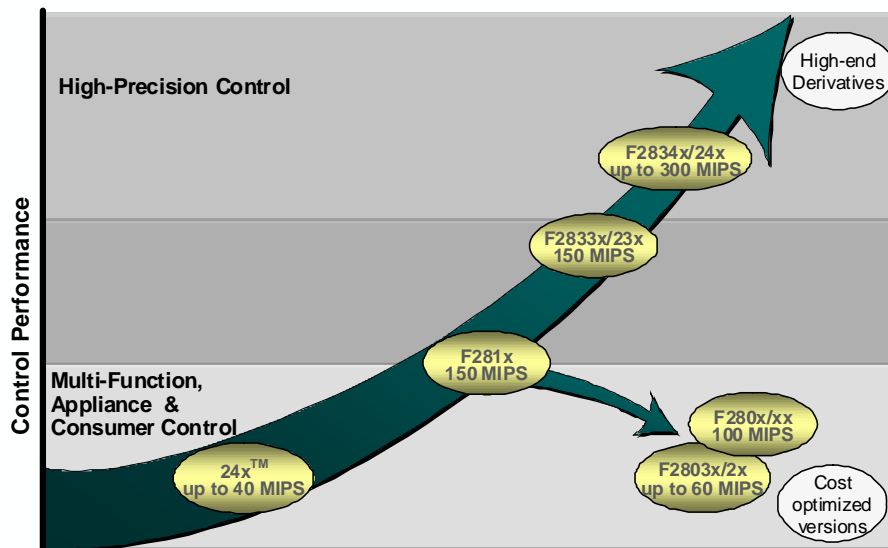 High-end
Derivatives
High-Precision Control
F2834x/24x
up to 300 MIPS
F2833x/23x
150 MIPS
Control Performance
F281x
150 MIPS
Multi-Function,
Appliance &
Consumer Control
F280x/xx
100 MIPS
24x™
up to 40 MIPS
F2803x/2x
up to 60 MIPS
Cost
optimized
versions